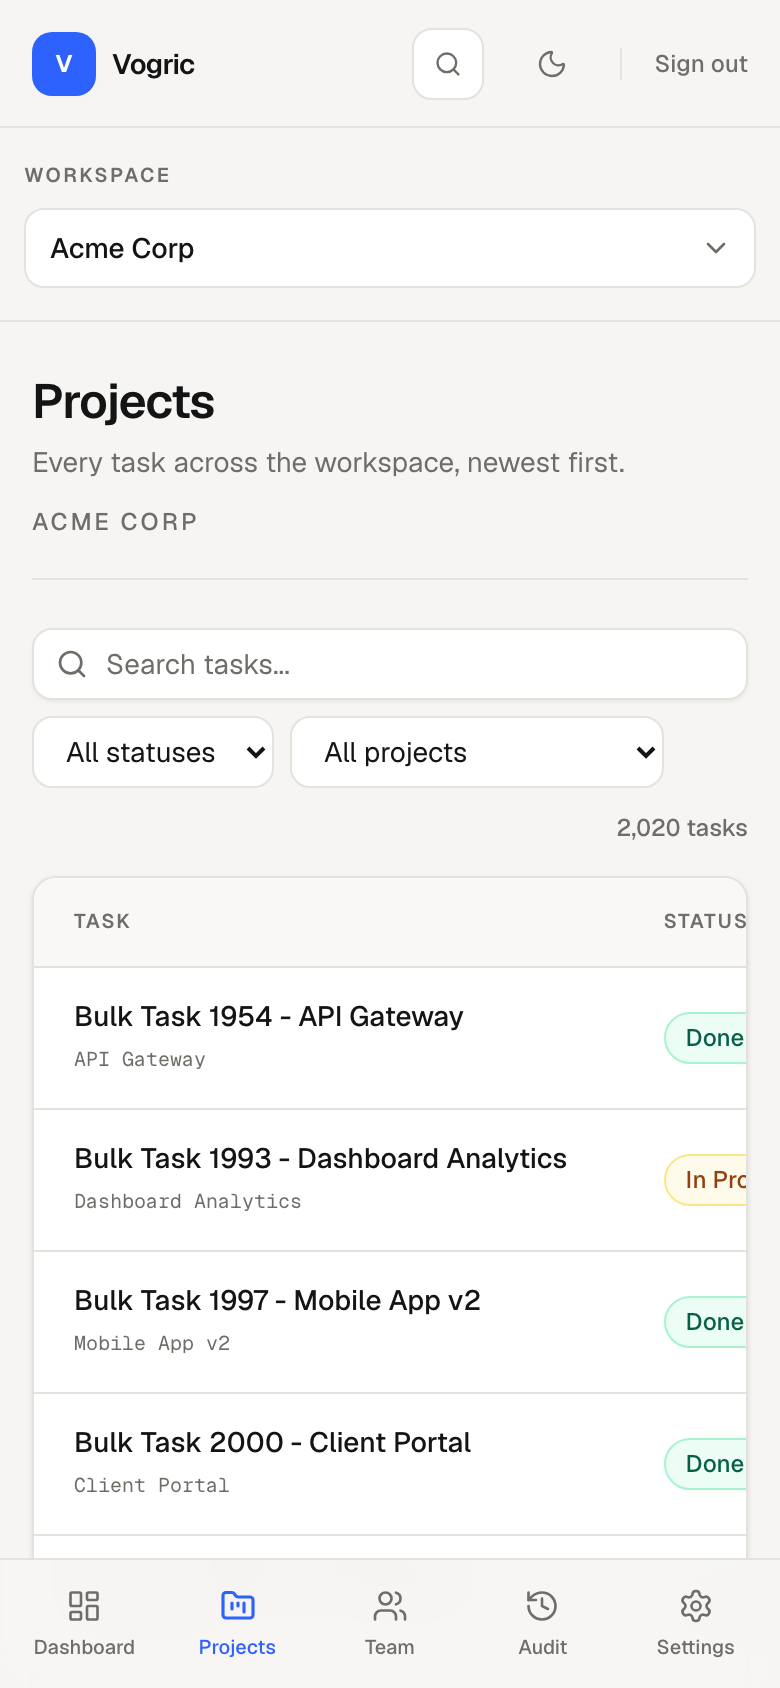 V Vogric Sign out
WORKSPACE
Acme Corp
Projects
Every task across the workspace, newest first.
ACME CORP
Search tasks...
All statuses All projects
2,020 tasks
TASK STATUS
Bulk Task 1954 - API Gateway
API Gateway
Done
Bulk Task 1993 - Dashboard Analytics
Dashboard Analytics
In Pro
Bulk Task 1997 - Mobile App v2
Mobile App v2
Done
Bulk Task 2000 - Client Portal
Client Portal
Done
Dashboard Projects Team Audit Settings